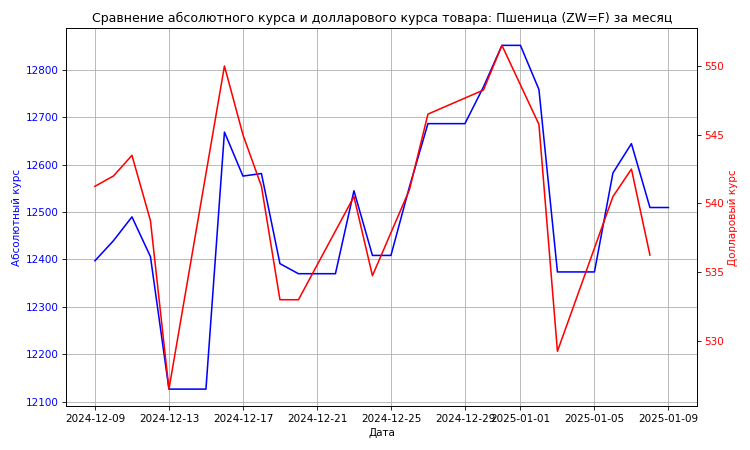 Сравнение абсолютного курса и долларового курса товара: Пшеница (ZW=F) за месяц
Абсолютный курс
12800
12700
12600
12500
12400
12300
12200
12100
550
545
540
535
530
Долларовый курс
2024-12-09 2024-12-13 2024-12-17 2024-12-21 2024-12-25 2024-12-29 2025-01-01 2025-01-05 2025-01-09
Дата